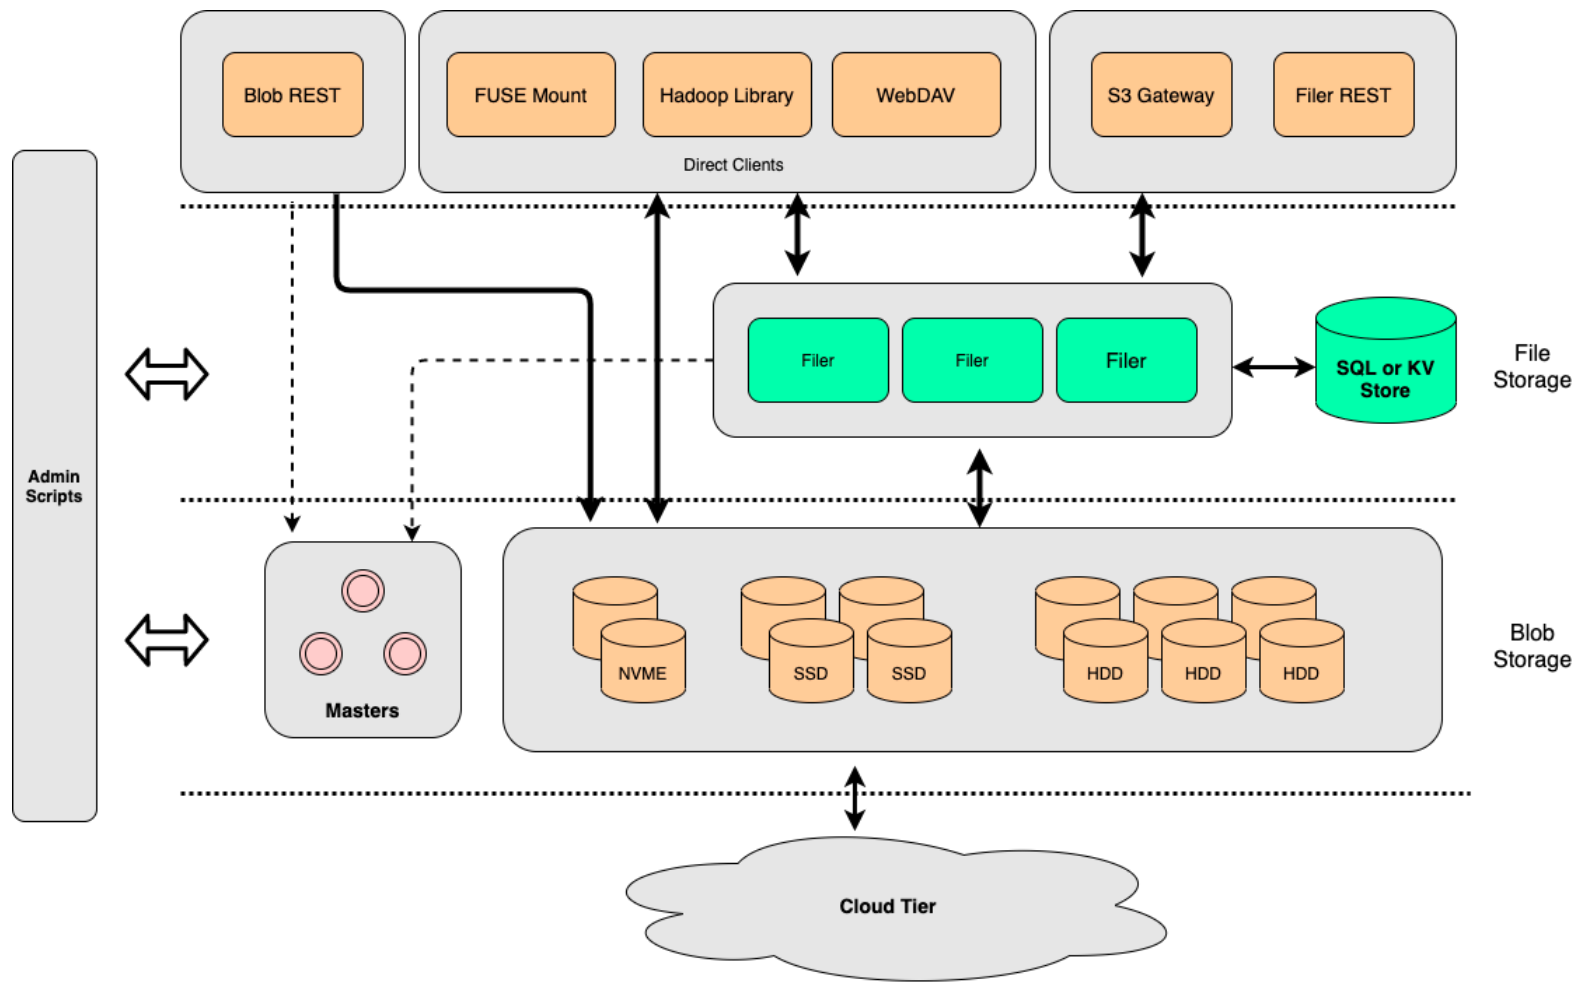 Blob REST
FUSE Mount
Hadoop Library
WebDAV
Direct Clients
S3 Gateway
Filer REST
Admin
Scripts
Filer
Filer
Filer
SQL or KV
Store
File
Storage
Masters
NVME
SSD
SSD
HDD
HDD
HDD
Blob
Storage
Cloud Tier